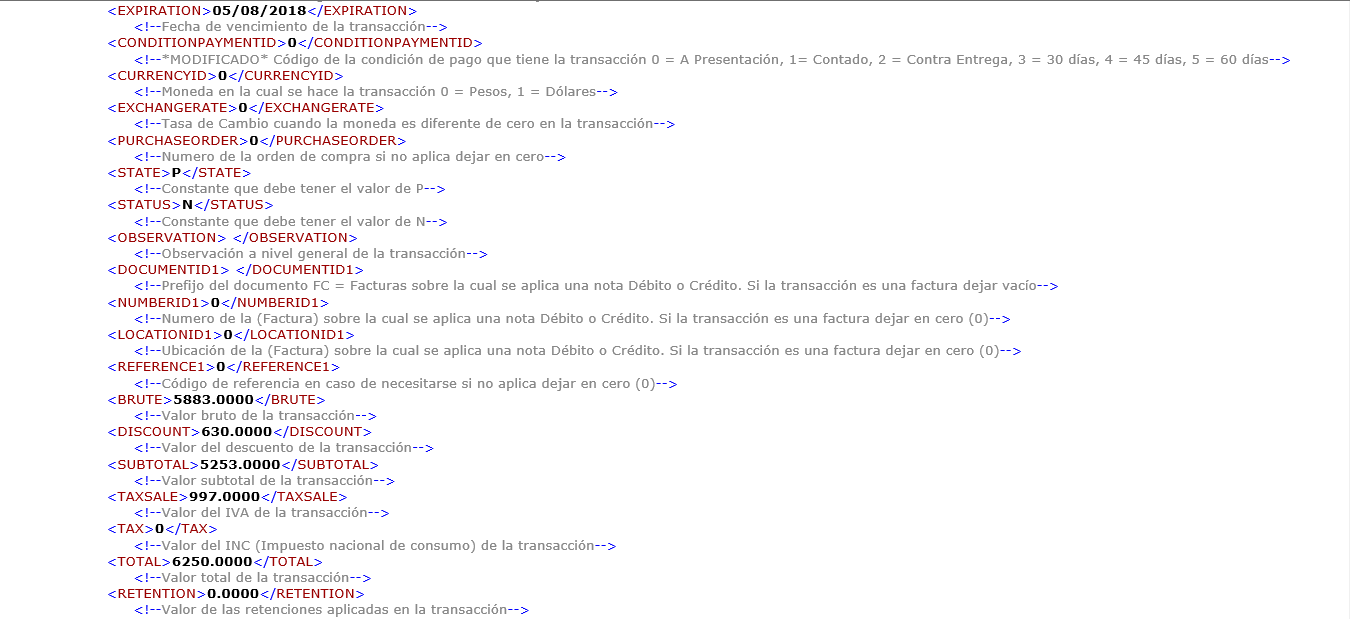 <EXPIRATION>05/08/2018</EXPIRATION>
<!--Fecha de vencimiento de la transacción-->
<CONDITIONPAYMENTID>0</CONDITIONPAYMENTID>
<!--*MODIFICADO* Código de la condición de pago que tiene la transacción 0 = A Presentación, 1= Contado, 2 = Contra Entrega, 3 = 30 días, 4 = 45 días, 5 = 60 días-->
<CURRENCYID>0</CURRENCYID>
<!--Moneda en la cual se hace la transacción 0 = Pesos, 1 = Dólares-->
<EXCHANGERATE>0</EXCHANGERATE>
<!--Tasa de Cambio cuando la moneda es diferente de cero en la transacción-->
<PURCHASEORDER>0</PURCHASEORDER>
<!--Numero de la orden de compra si no aplica dejar en cero-->
<STATE>P</STATE>
<!--Constante que debe tener el valor de P-->
<STATUS>N</STATUS>
<!--Constante que debe tener el valor de N-->
<OBSERVATION> </OBSERVATION>
<!--Observación a nivel general de la transacción-->
<DOCUMENTID1> </DOCUMENTID1>
<!--Prefijo del documento FC = Facturas sobre la cual se aplica una nota Débito o Crédito. Si la transacción es una factura dejar vacío-->
<NUMBERID1>0</NUMBERID1>
<!--Numero de la (Factura) sobre la cual se aplica una nota Débito o Crédito. Si la transacción es una factura dejar en cero (0)-->
<LOCATIONID1>0</LOCATIONID1>
<!--Ubicación de la (Factura) sobre la cual se aplica una nota Débito o Crédito. Si la transacción es una factura dejar en cero (0)-->
<REFERENCE1>0</REFERENCE1>
<!--Código de referencia en caso de necesitarse si no aplica dejar en cero (0)-->
<BRUTE>5883.0000</BRUTE>
<!--Valor bruto de la transacción-->
<DISCOUNT>630.0000</DISCOUNT>
<!--Valor del descuento de la transacción-->
<SUBTOTAL>5253.0000</SUBTOTAL>
<!--Valor subtotal de la transacción-->
<TAXSALE>997.0000</TAXSALE>
<!--Valor del IVA de la transacción-->
<TAX>0</TAX>
<!--Valor del INC (Impuesto nacional de consumo) de la transacción-->
<TOTAL>6250.0000</TOTAL>
<!--Valor total de la transacción-->
<RETENTION>0.0000</RETENTION>
<!--Valor de las retenciones aplicadas en la transacción-->